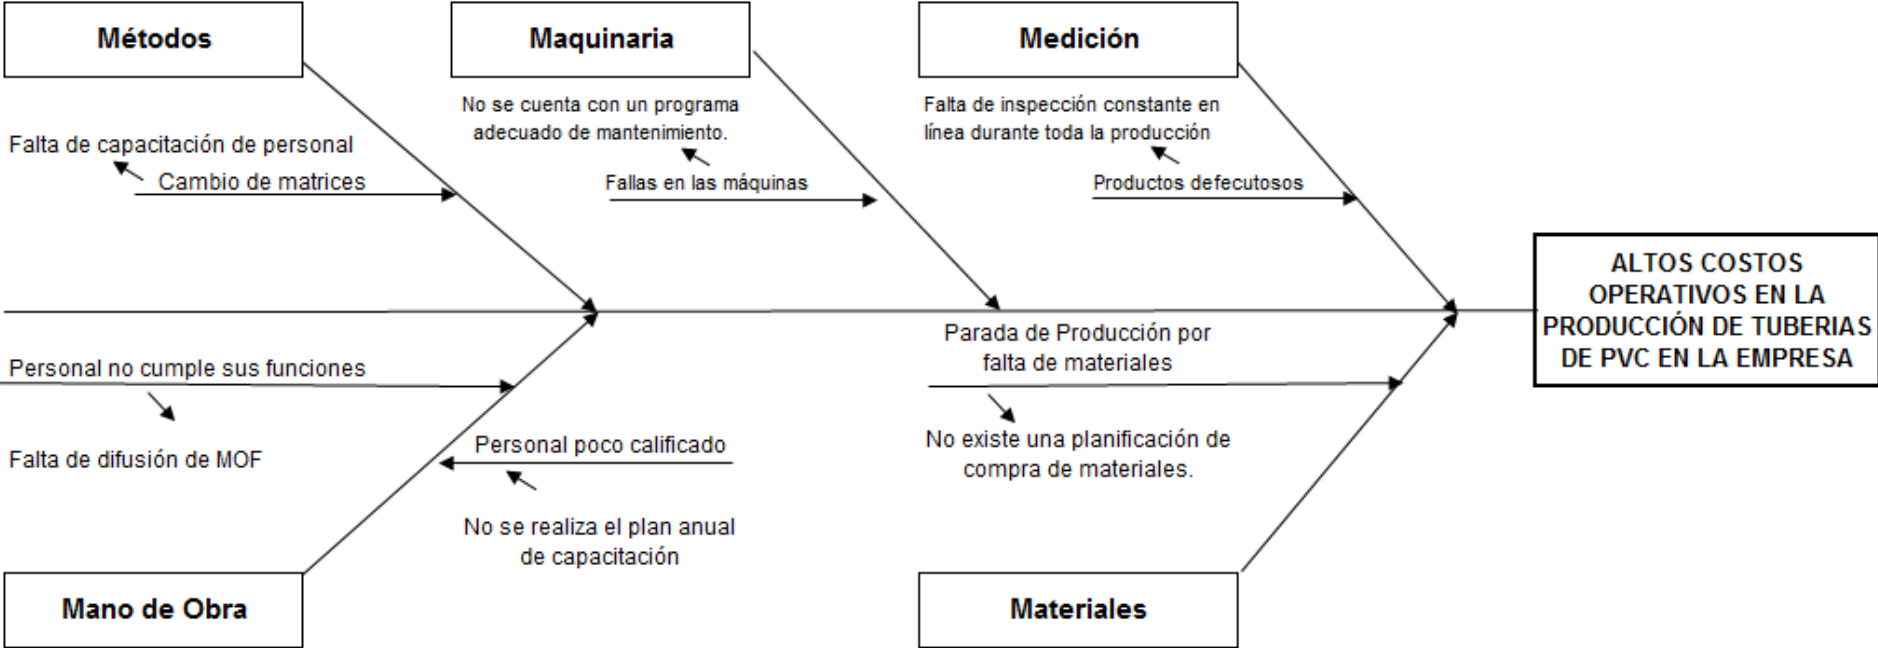 Métodos
Maquinaria
Medición
No se cuenta con un programa
adecuado de mantenimiento.
Falta de inspección constante en
línea durante toda la producción
Falta de capacitación de personal
Cambio de matrices
Fallas en las máquinas
Productos defecutosos
ALTOS COSTOS
OPERATIVOS EN LA
PRODUCCIÓN DE TUBERIAS
DE PVC EN LA EMPRESA
Parada de Producción por
falta de materiales
Personal no cumple sus funciones
Falta de difusión de MOF
Personal poco calificado
No existe una planificación de
compra de materiales.
No se realiza el plan anual
de capacitación
Mano de Obra
Materiales